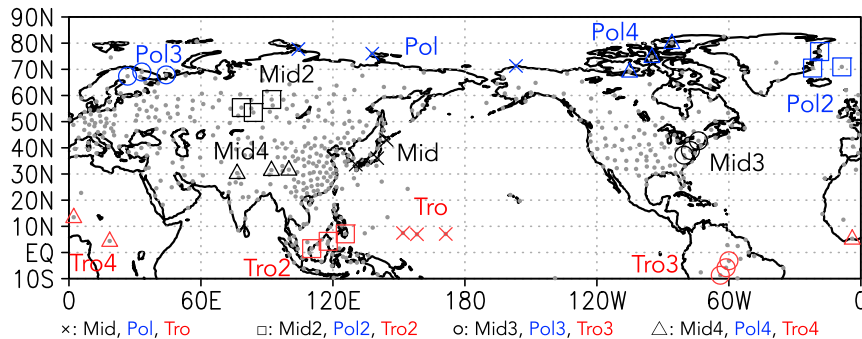 90N
80N
70N
60N
50N
40N
30N
20N
10N
EQ
10S
Pol3
Pol
Pol4
Mid2
Pol2
Mid4
Mid
Mid3
Tro
Tro4
Tro2
Tro3
0 60E 120E 180 120W 60W 0
×: Mid, Pol, Tro □: Mid2, Pol2, Tro2 ○: Mid3, Pol3, Tro3 △: Mid4, Pol4, Tro4